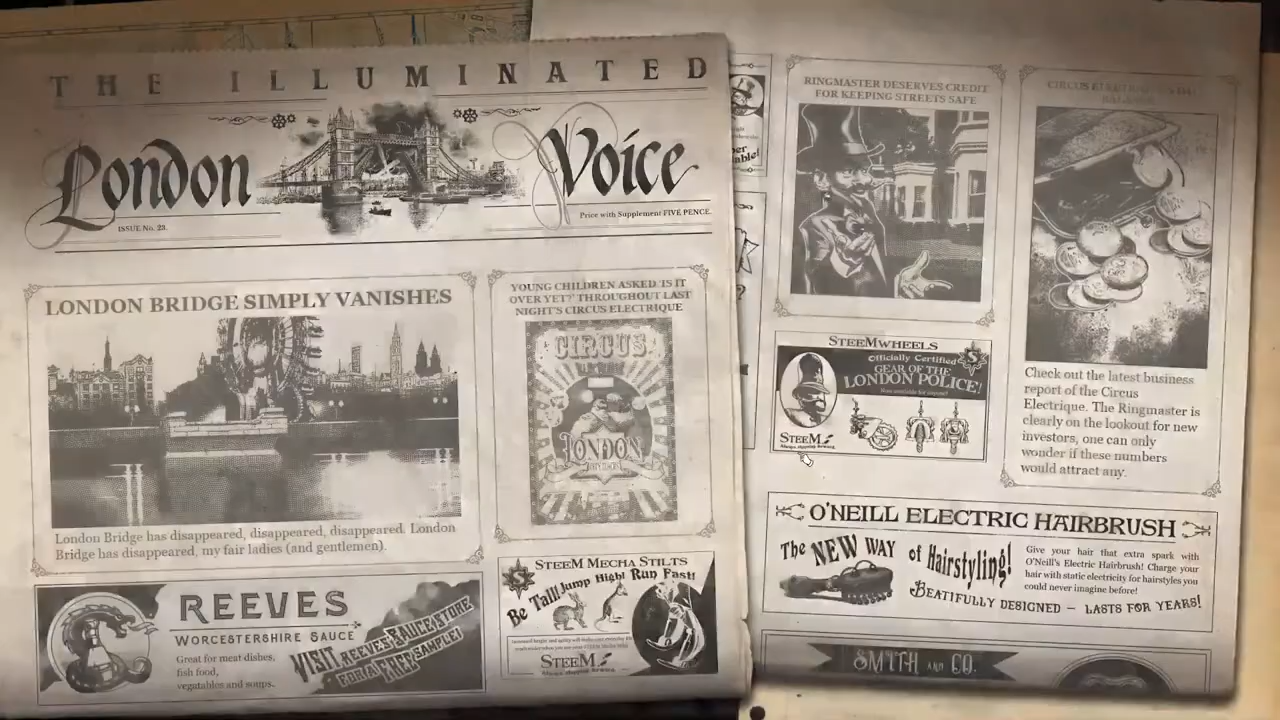 THE ILLUMINATED
London Voice
ISSUE No. 23.
Price with Supplement FIVE PENCE.
LONDON BRIDGE SIMPLY VANISHES
London Bridge has disappeared, disappeared, disappeared. London
Bridge has disappeared, my fair ladies (and gentlemen).
YOUNG CHILDREN ASKED 'IS IT
OVER YET?' THROUGHOUT LAST
NIGHT'S CIRCUS ELECTRIQUE
CIRCUS
LONDON
REEVES
WORCESTERSHIRE SAUCE
Great for meat dishes,
fish food,
vegatables and soups.
VISIT REEVES SAUCE STORE
FOR A FREE SAMPLE!
STEEM MECHA STILTS
Be Tall! Jump High! Run Fast!
STEEM
RINGMASTER DESERVES CREDIT
FOR KEEPING STREETS SAFE
STEEMWHEELS
Officially Certified
GEAR OF THE
LONDON POLICE!
STEEM
Always stepping forward.
CIRCUS
Check out the latest business
report of the Circus
Electrique. The Ringmaster is
clearly on the lookout for new
investors, one can only
wonder if these numbers
would attract any.
O'NEILL ELECTRIC HAIRBRUSH
The NEW WAY of Hairstyling!
Give your hair that extra spark with
O'Neill's Electric Hairbrush! Charge your
hair with static electricity for hairstyles you
could never imagine before!
BEATIFULLY DESIGNED – LASTS FOR YEARS!
SMITH AND CO.